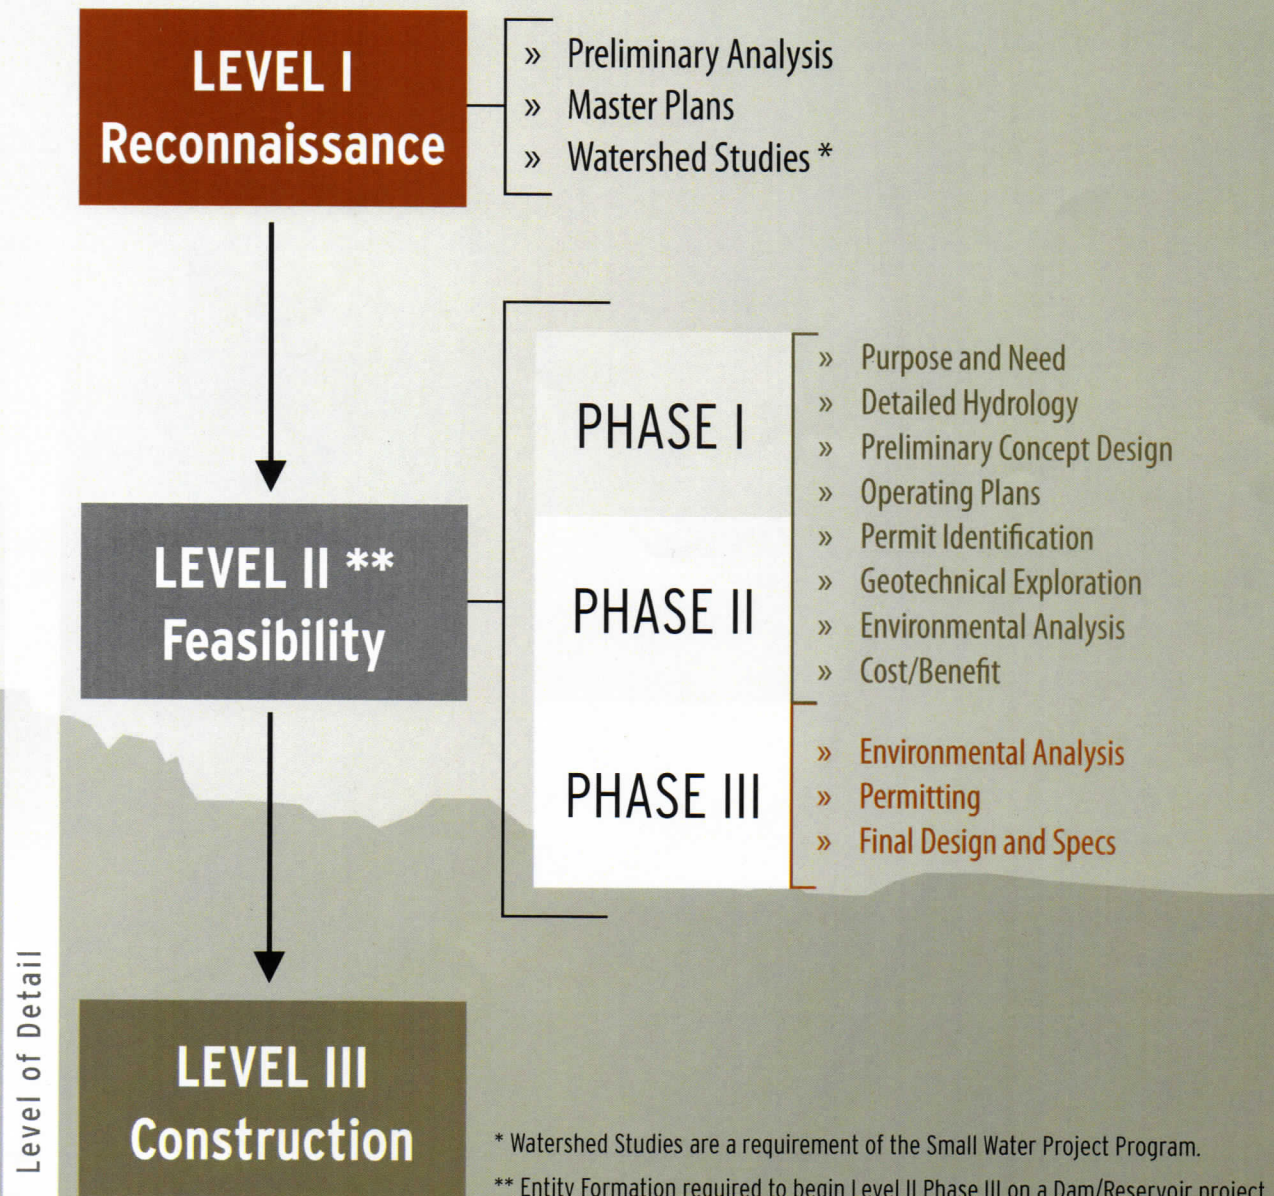 LEVEL I
Reconnaissance
» Preliminary Analysis
» Master Plans
» Watershed Studies *
LEVEL II **
Feasibility
PHASE I
PHASE II
» Purpose and Need
» Detailed Hydrology
» Preliminary Concept Design
» Operating Plans
» Permit Identification
» Geotechnical Exploration
» Environmental Analysis
» Cost/Benefit
PHASE III
» Environmental Analysis
» Permitting
» Final Design and Specs
LEVEL III
Construction
Level of Detail
* Watershed Studies are a requirement of the Small Water Project Program.
** Entity Formation required to begin Level II Phase III on a Dam/Reservoir project